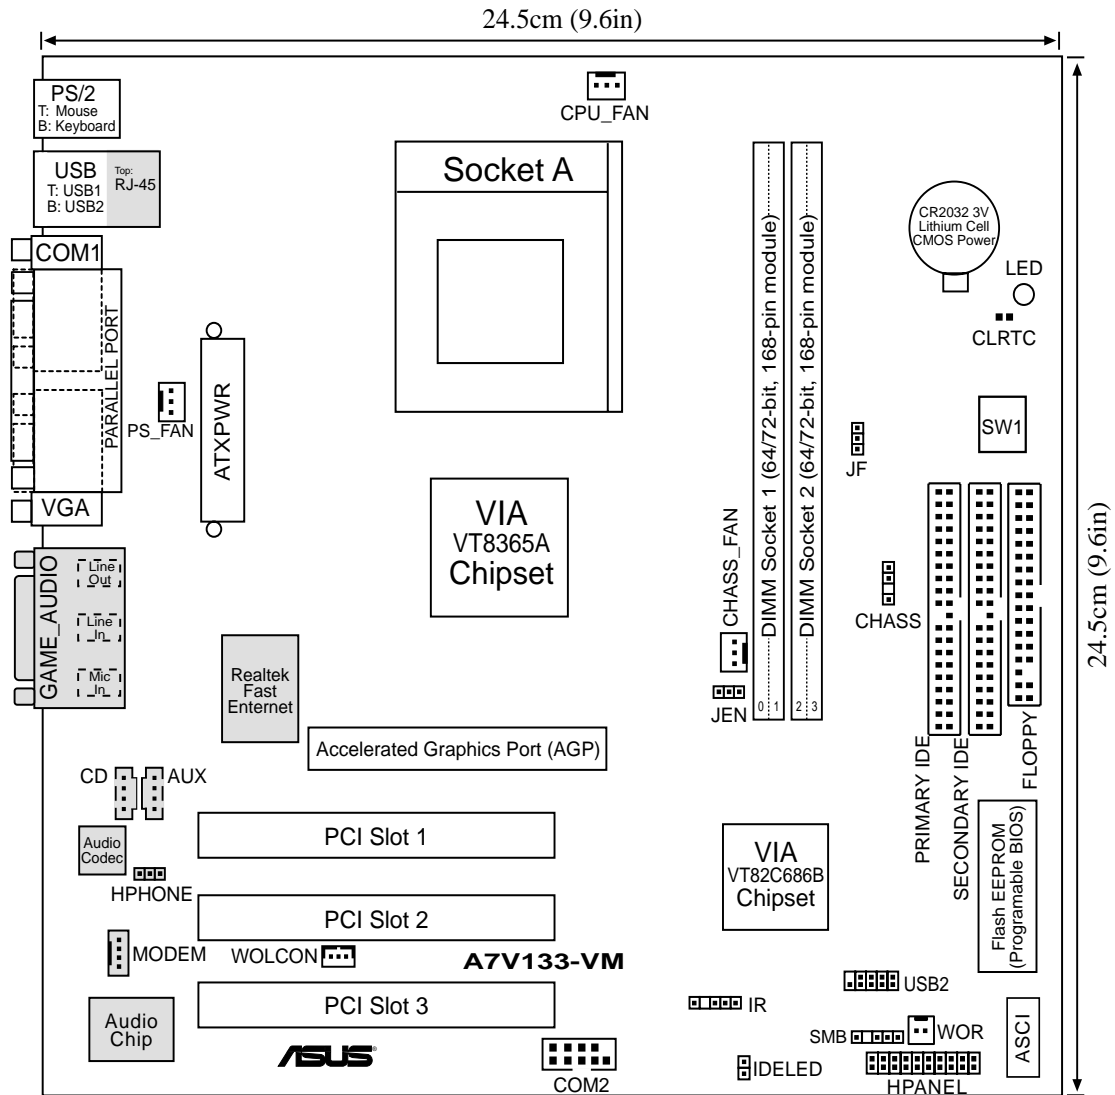 24.5cm (9.6in)
PS/2
T: Mouse
B: Keyboard
CPU_FAN
USB
T: USB1
B: USB2
Top:
RJ-45
Socket A
CR2032 3V
Lithium Cell
CMOS Power
COM1
LED
CLRTC
PARALLEL PORT
PS_FAN
ATXPWR
DIMM Socket 1 (64/72-bit, 168-pin module)
DIMM Socket 2 (64/72-bit, 168-pin module)
0 1
2 3
SW1
JF
VGA
VIA
VT8365A
Chipset
CHASS_FAN
CHASS
24.5cm (9.6in)
GAME_AUDIO
Line
Out
Line
In
Mic
In
Realtek
Fast
Enternet
JEN
Accelerated Graphics Port (AGP)
PRIMARY IDE
SECONDARY IDE
FLOPPY
CD
AUX
Audio
Codec
PCI Slot 1
VIA
VT82C686B
Chipset
Flash EEPROM
(Programable BIOS)
HPHONE
PCI Slot 2
MODEM
WOLCON
A7V133-VM
USB2
PCI Slot 3
IR
Audio
Chip
SMB
WOR
ASCI
ASUS®
COM2
IDELED
HPANEL